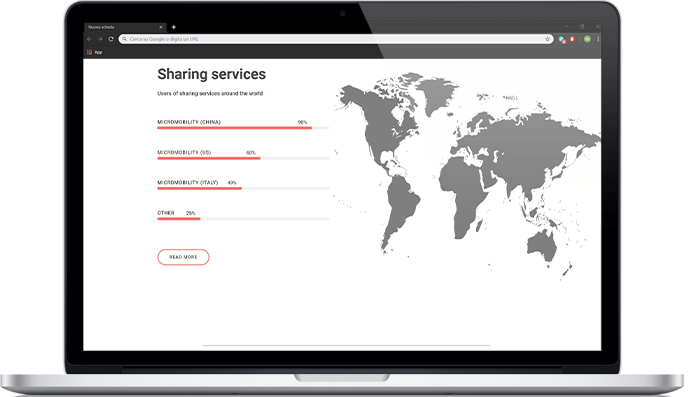 Nuova scheda
Cerca su Google o digita un URL
App
Sharing services
Users of sharing services around the world
MICROMOBILITY (CHINA) 90%
MICROMOBILITY (US) 60%
MICROMOBILITY (ITALY) 49%
OTHER 25%
READ MORE